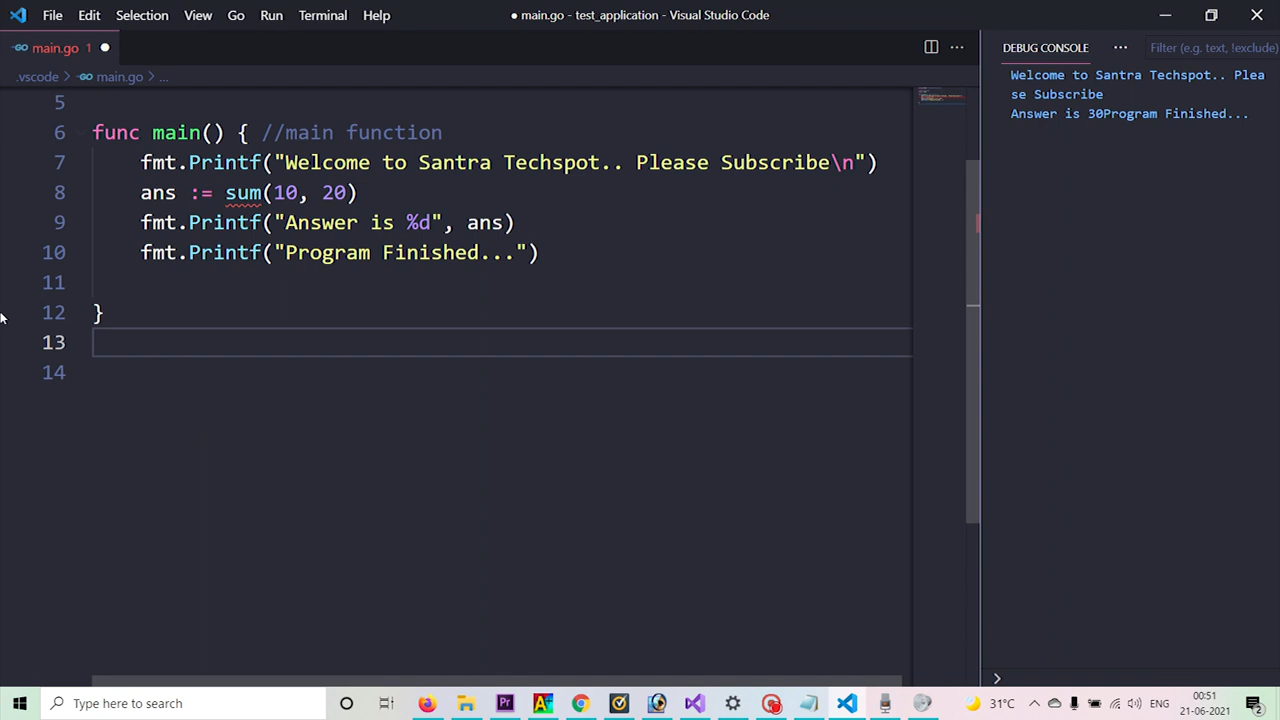 File Edit Selection View Go Run Terminal Help ● main.go - test_application - Visual Studio Code
GO main.go 1 ●
DEBUG CONSOLE ··· Filter (e.g. text, !exclude)
.vscode > GO main.go > ...
5
6 func main() { //main function
7 fmt.Printf("Welcome to Santra Techspot.. Please Subscribe\n")
8 ans := sum(10, 20)
9 fmt.Printf("Answer is %d", ans)
10 fmt.Printf("Program Finished...")
11
12 }
13
14
Welcome to Santra Techspot.. Plea
se Subscribe
Answer is 30Program Finished...
Type here to search
31°C ENG 00:51
21-06-2021
2